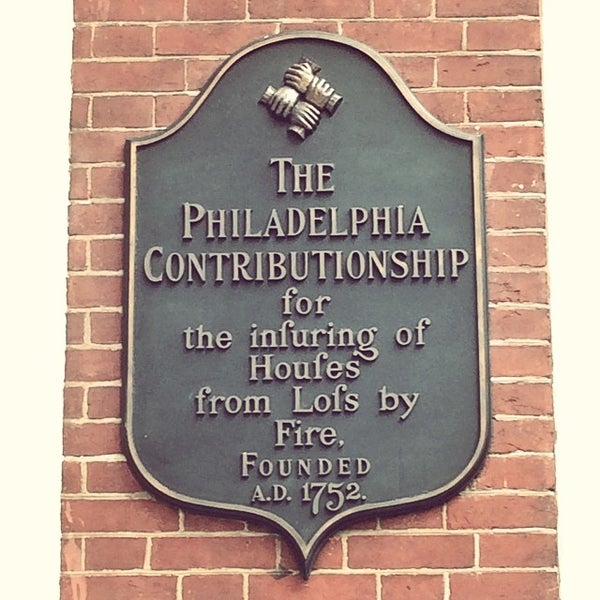 THE
PHILADELPHIA
CONTRIBUTIONSHIP
for
the inſuring of
Houſes
from Loſs by
Fire,
FOUNDED
A.D. 1752.